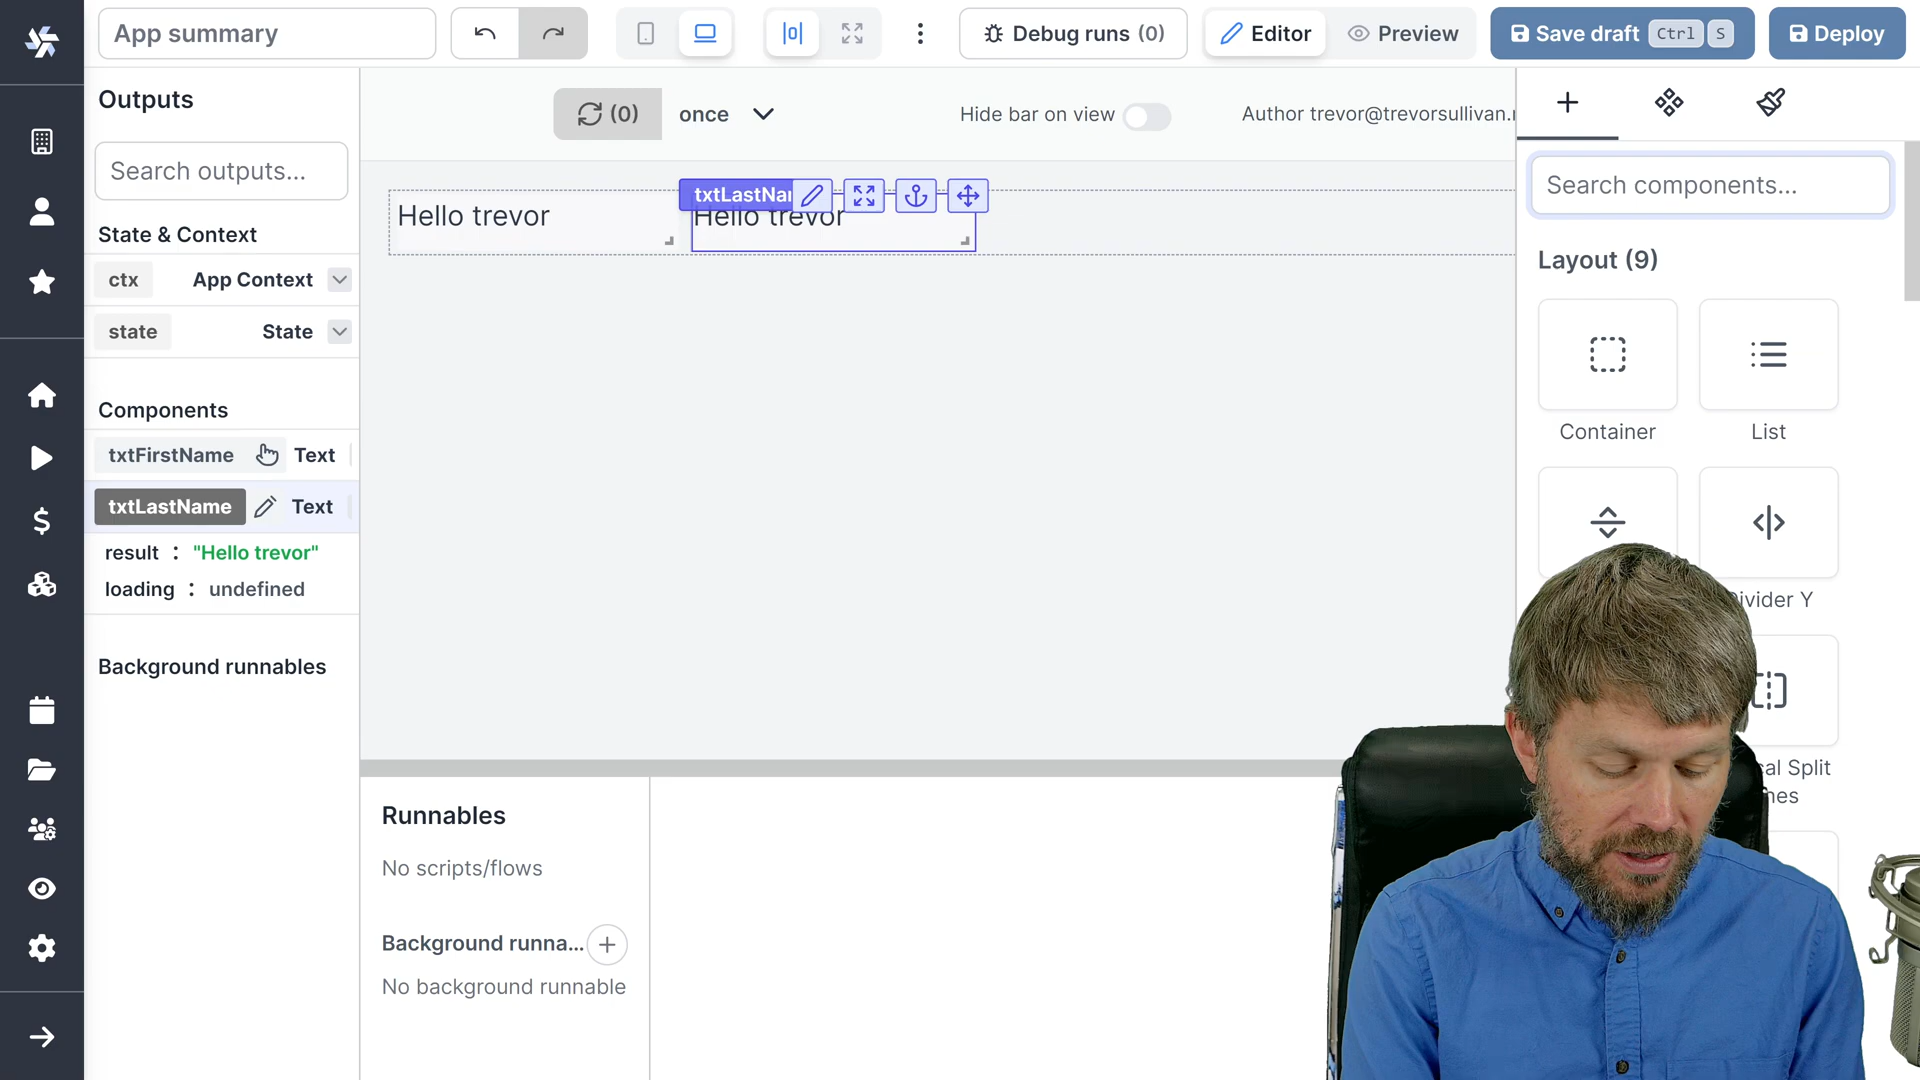 App summary
Debug runs (0)
Editor
Preview
Save draft Ctrl S
Deploy
Outputs
Search outputs...
State & Context
ctx App Context
state State
Components
txtFirstName Text
txtLastName Text
result : "Hello trevor"
loading : undefined
Background runnables
(0) once
Hide bar on view
Author trevor@trevorsullivan.
Hello trevor
txtLastNa
Hello trevor
Runnables
No scripts/flows
Background runna...
No background runnable
Search components...
Layout (9)
Container
List
Divider Y
Split